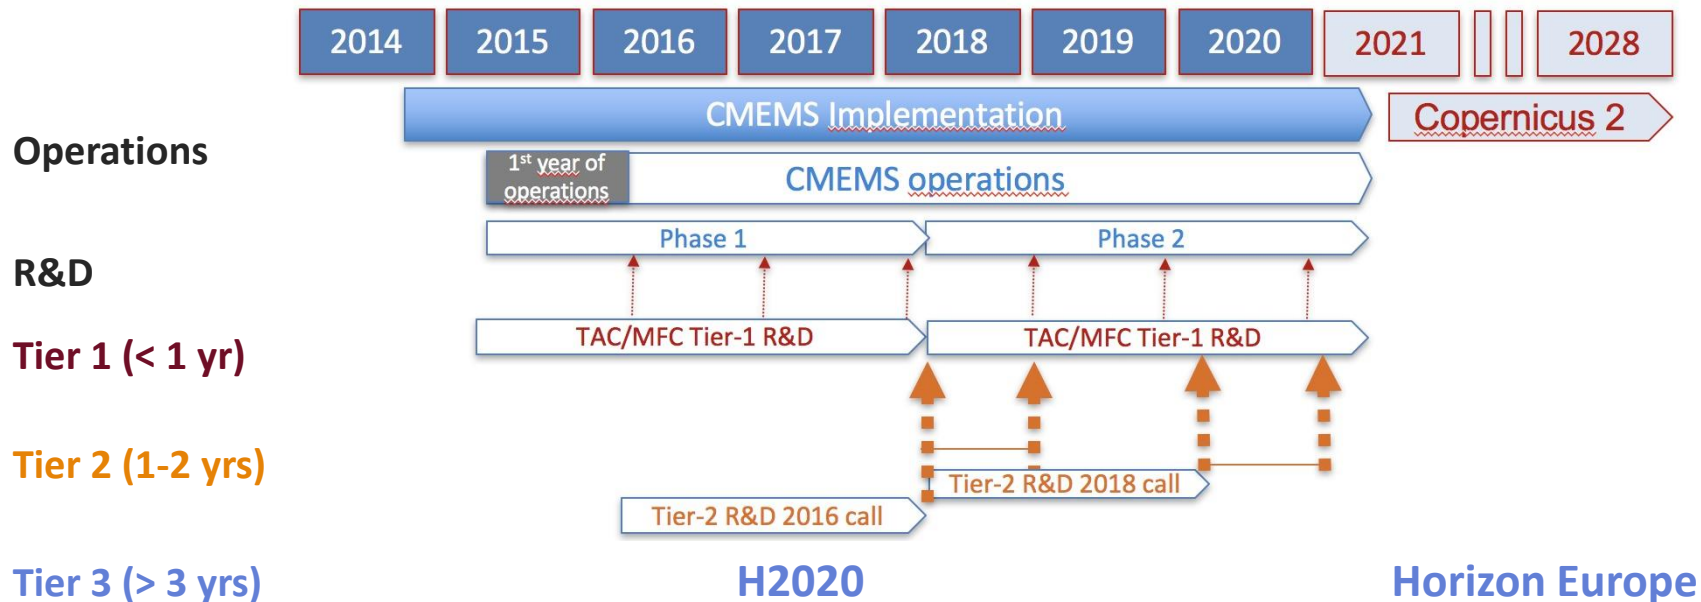 2014 2015 2016 2017 2018 2019 2020 2021 2028
CMEMS Implementation
Copernicus 2
Operations
1st year of
operations
CMEMS operations
Phase 1
Phase 2
R&D
TAC/MFC Tier-1 R&D
TAC/MFC Tier-1 R&D
Tier 1 (< 1 yr)
Tier 2 (1-2 yrs)
Tier-2 R&D 2018 call
Tier-2 R&D 2016 call
Tier 3 (> 3 yrs)
H2020
Horizon Europe